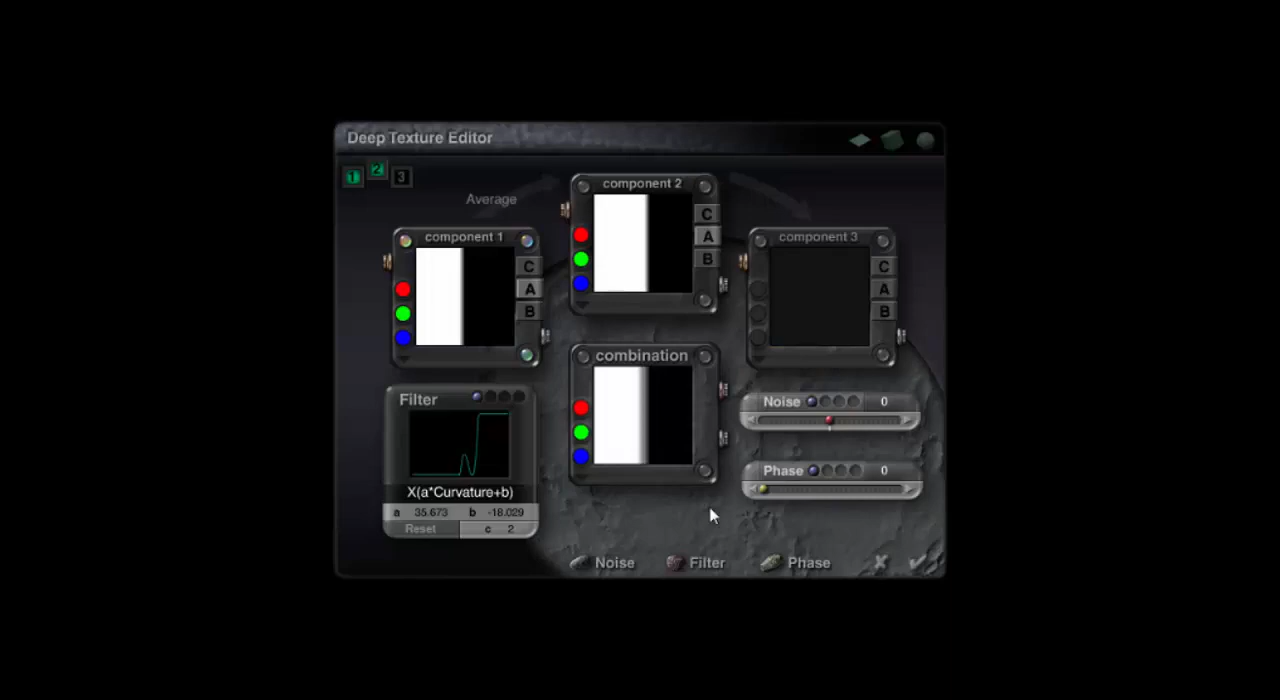 Deep Texture Editor
1 2 3
Average
component 2
C
A
B
component 1
C
A
B
component 3
C
A
B
combination
Filter
X(a*Curvature+b)
a 35.673 b -18.029
Reset c 2
Noise 0
Phase 0
Noise Filter Phase